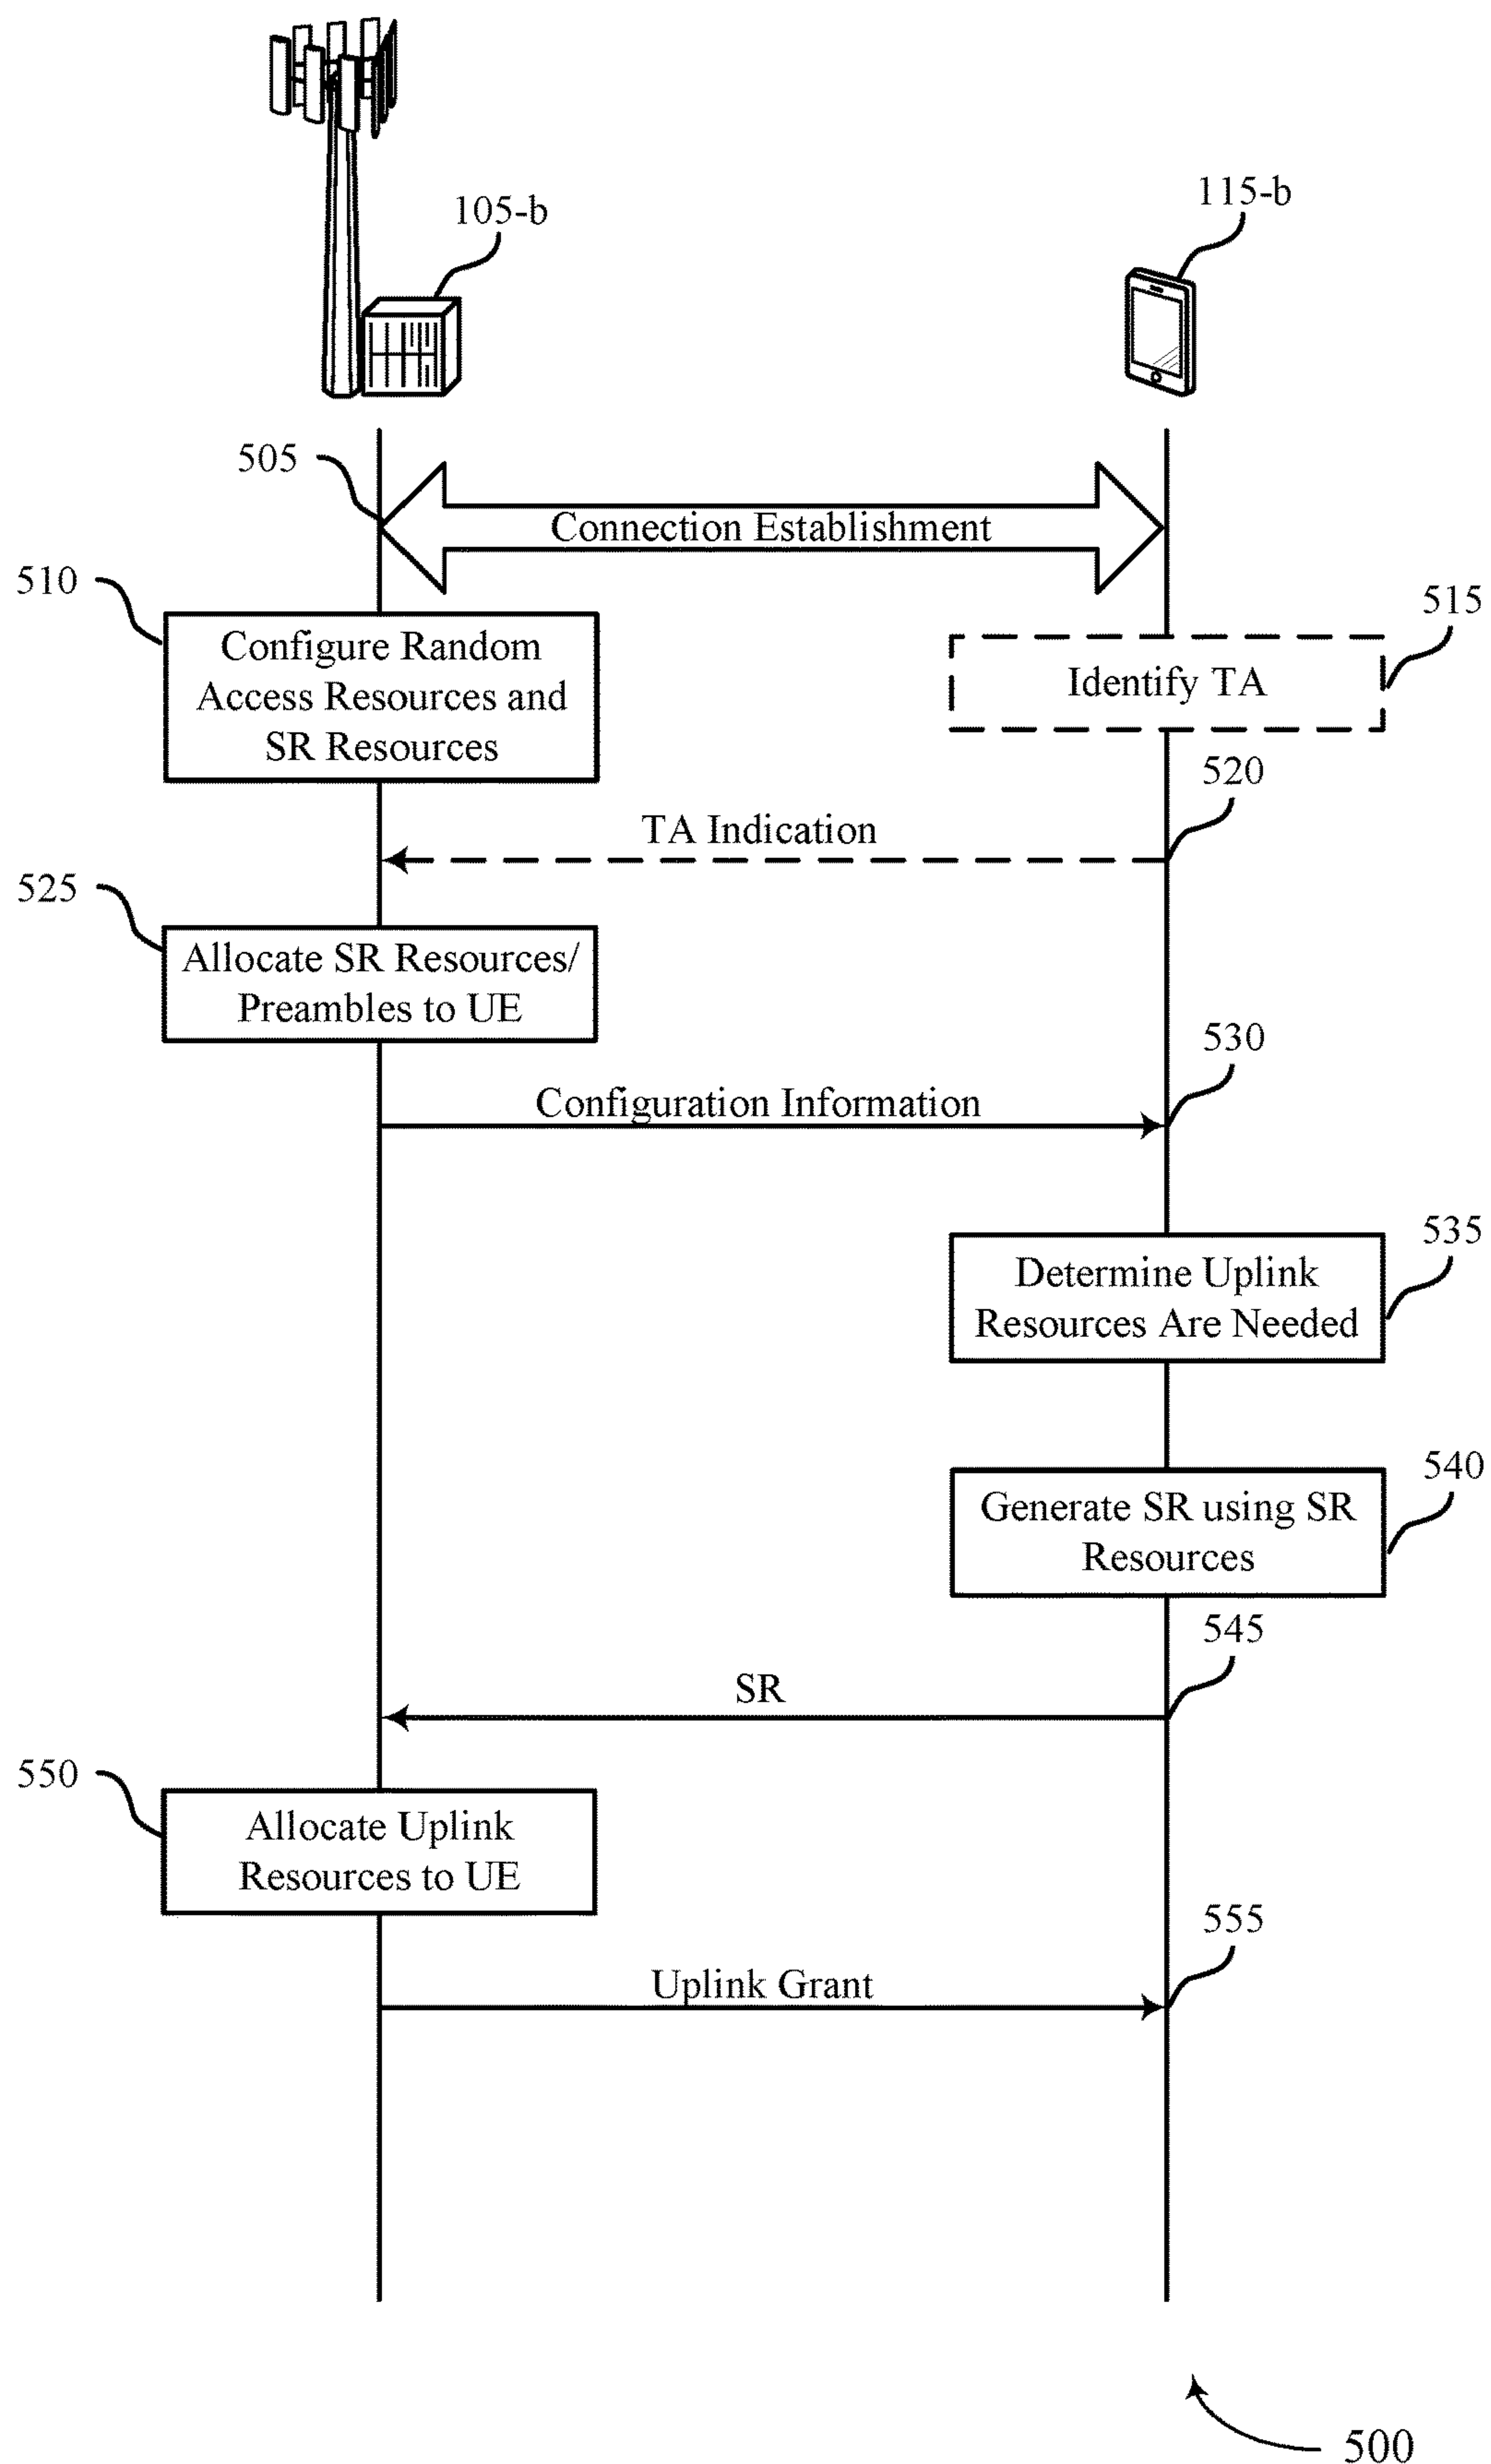 105-b
115-b
505
Connection Establishment
510
Configure Random
Access Resources and
SR Resources
515
Identify TA
520
TA Indication
525
Allocate SR Resources/
Preambles to UE
530
Configuration Information
535
Determine Uplink
Resources Are Needed
540
Generate SR using SR
Resources
545
SR
550
Allocate Uplink
Resources to UE
555
Uplink Grant
500